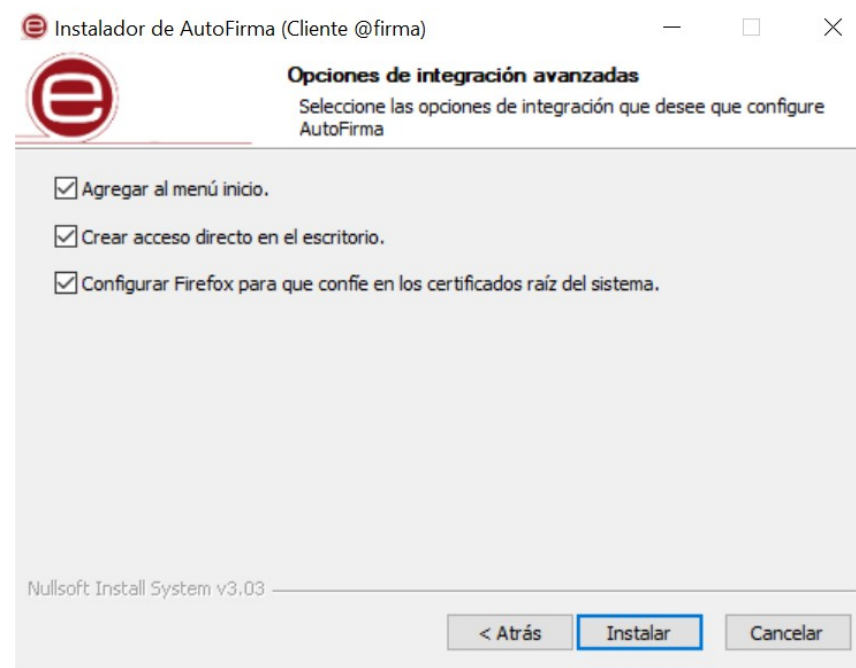 Instalador de AutoFirma (Cliente @firma)
Opciones de integración avanzadas
Seleccione las opciones de integración que desee que configure
AutoFirma
Agregar al menú inicio.
Crear acceso directo en el escritorio.
Configurar Firefox para que confíe en los certificados raíz del sistema.
Nullsoft Install System v3.03
< Atrás
Instalar
Cancelar